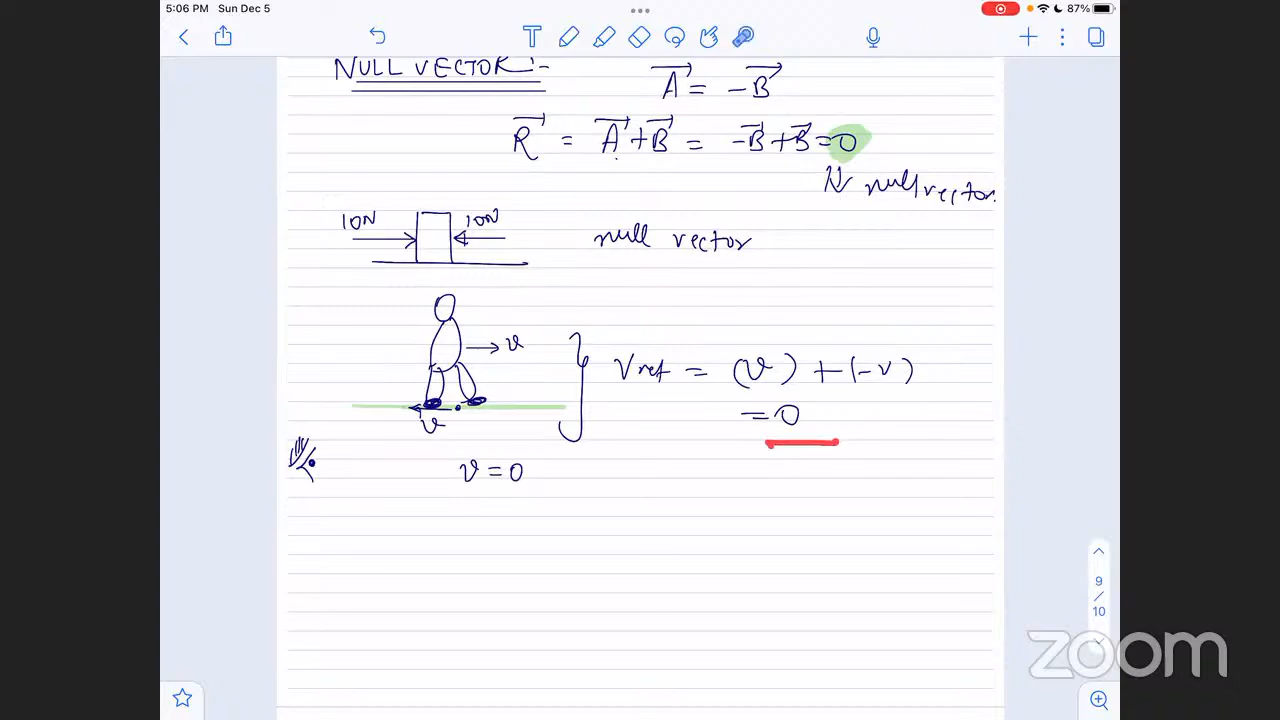 5:06 PM Sun Dec 5
87%
NULL VECTOR :-
A⃗ = -B⃗
R⃗ = A⃗ + B⃗ = -B⃗ + B⃗ = 0
null vector.
10N 10N
null vector
v
Vref = (v) + (-v)
= 0
v
v = 0
9
/
10
zoom